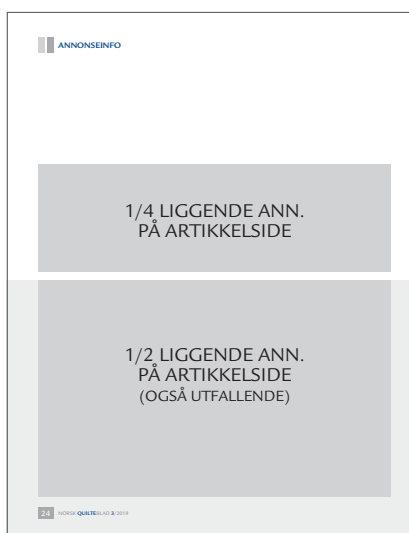 ANNONSEINFO
1/4 LIGGENDE ANN.
PÅ ARTIKKELSIDE
1/2 LIGGENDE ANN.
PÅ ARTIKKELSIDE
(OGSÅ UTFALLENDE)
24 NORSK QUILTEBLAD 3/2019